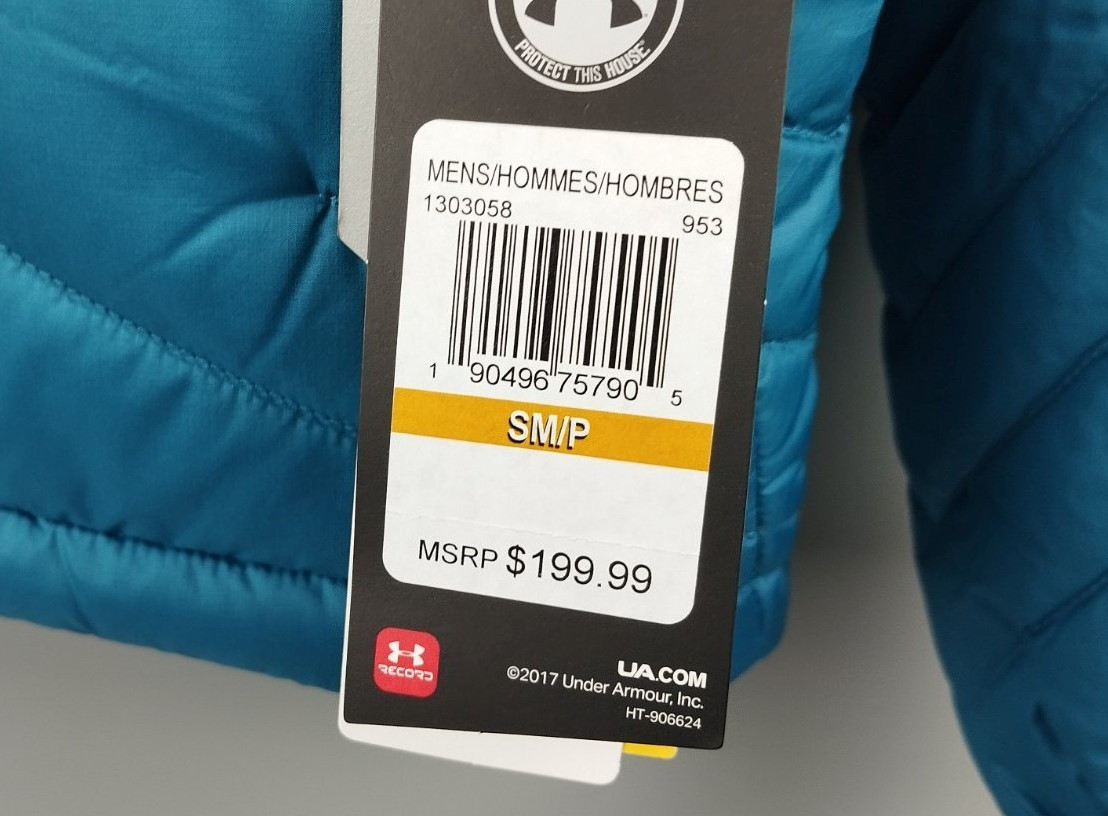 PROTECT THIS HOUSE
MENS/HOMMES/HOMBRES
1303058 953
1 90496 75790 5
SM/P
MSRP $199.99
RECORD
UA.COM
©2017 Under Armour, Inc.
HT-906624